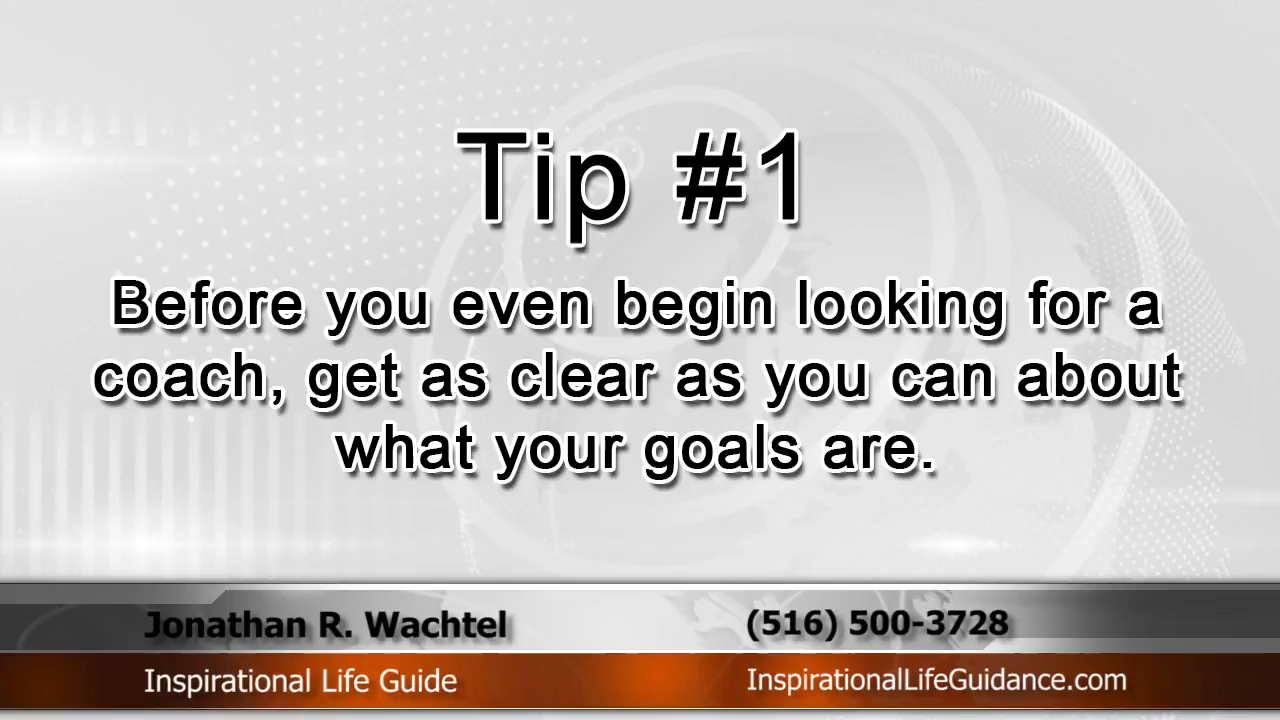 Tip #1
Before you even begin looking for a
coach, get as clear as you can about
what your goals are.
Jonathan R. Wachtel
(516) 500-3728
Inspirational Life Guide
InspirationalLifeGuidance.com